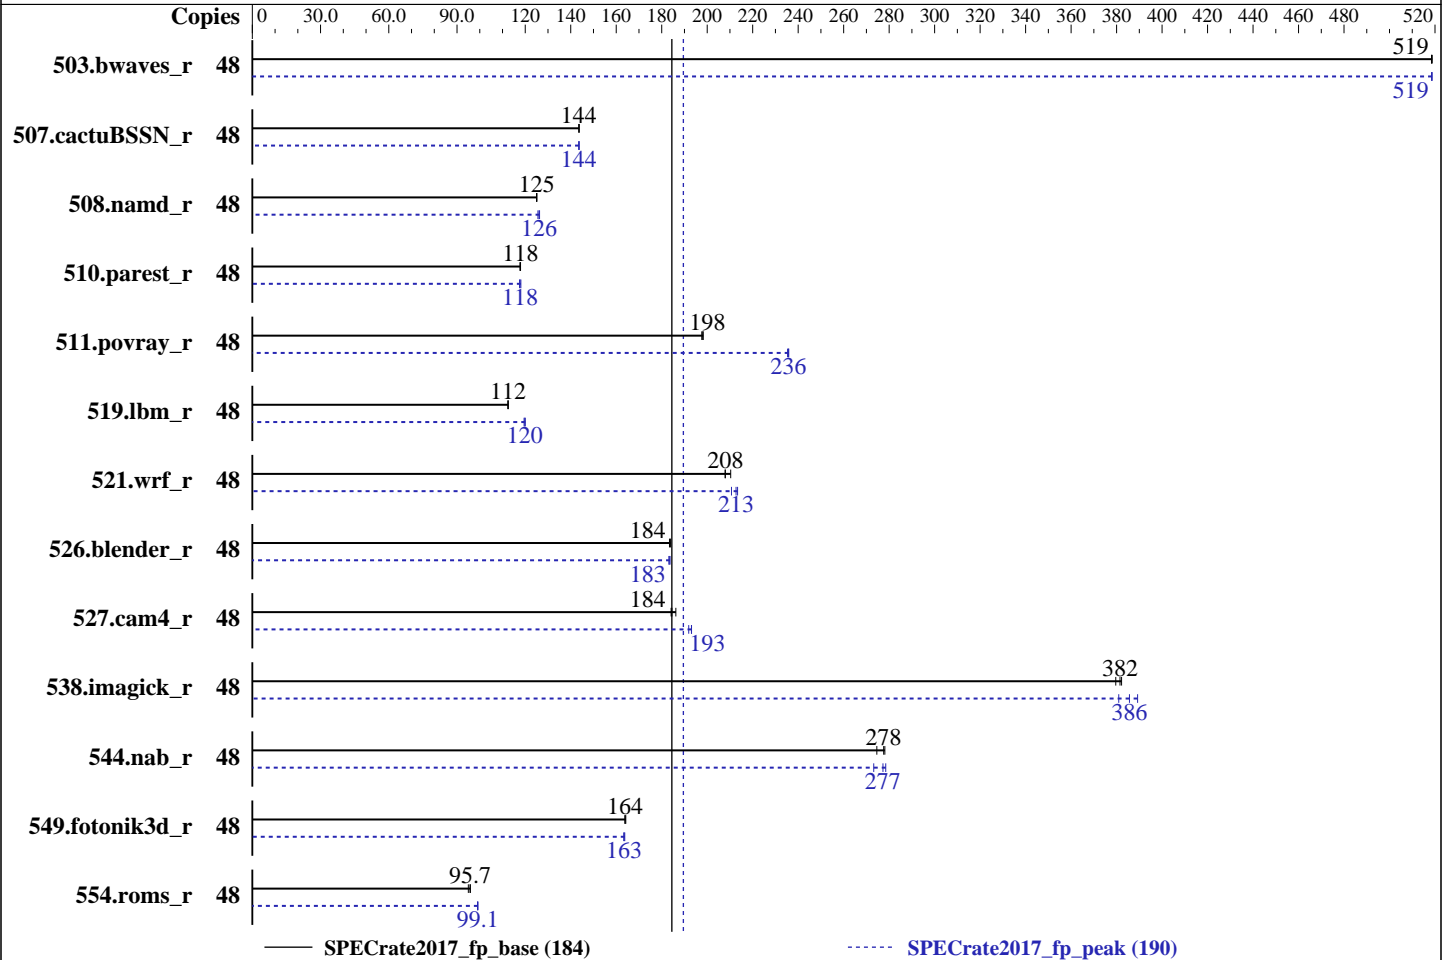 Copies 0 30.0 60.0 90.0 120 140 160 180 200 220 240 260 280 300 320 340 360 380 400 420 440 460 480 520
519
503.bwaves_r 48
519
144
507.cactuBSSN_r 48
144
125
508.namd_r 48
126
118
510.parest_r 48
118
198
511.povray_r 48
236
112
519.lbm_r 48
120
208
521.wrf_r 48
213
184
526.blender_r 48
183
184
527.cam4_r 48
193
382
538.imagick_r 48
386
278
544.nab_r 48
277
164
549.fotonik3d_r 48
163
95.7
554.roms_r 48
99.1
SPECrate2017_fp_base (184) SPECrate2017_fp_peak (190)